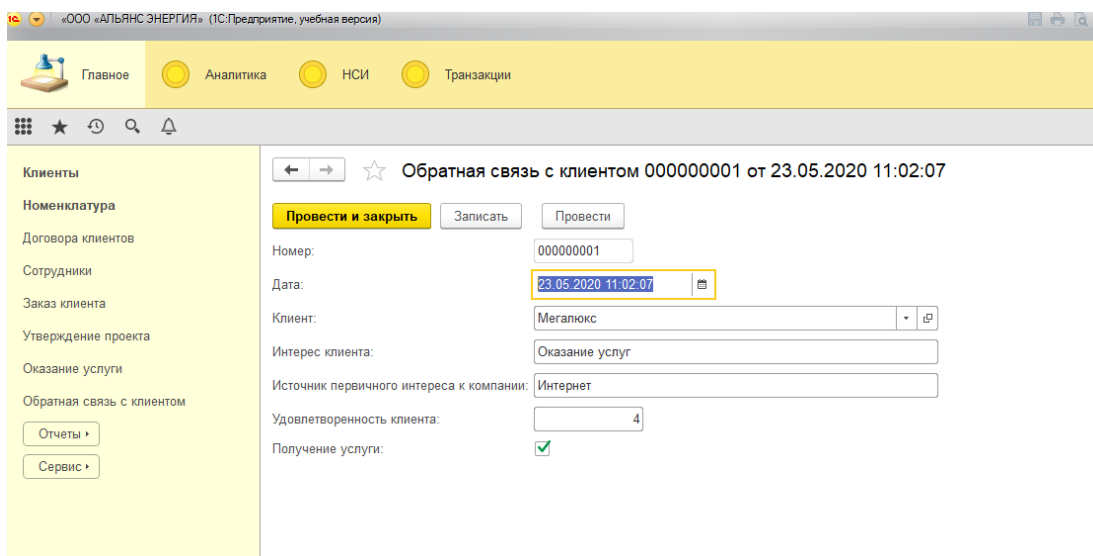 «ООО «АЛЬЯНС ЭНЕРГИЯ» (1С:Предприятие, учебная версия)
Главное Аналитика НСИ Транзакции
Клиенты
Номенклатура
Договора клиентов
Сотрудники
Заказ клиента
Утверждение проекта
Оказание услуги
Обратная связь с клиентом
Отчеты
Сервис
Обратная связь с клиентом 000000001 от 23.05.2020 11:02:07
Провести и закрыть Записать Провести
Номер: 000000001
Дата: 23.05.2020 11:02:07
Клиент: Мегалюкс
Интерес клиента: Оказание услуг
Источник первичного интереса к компании: Интернет
Удовлетворенность клиента: 4
Получение услуги: